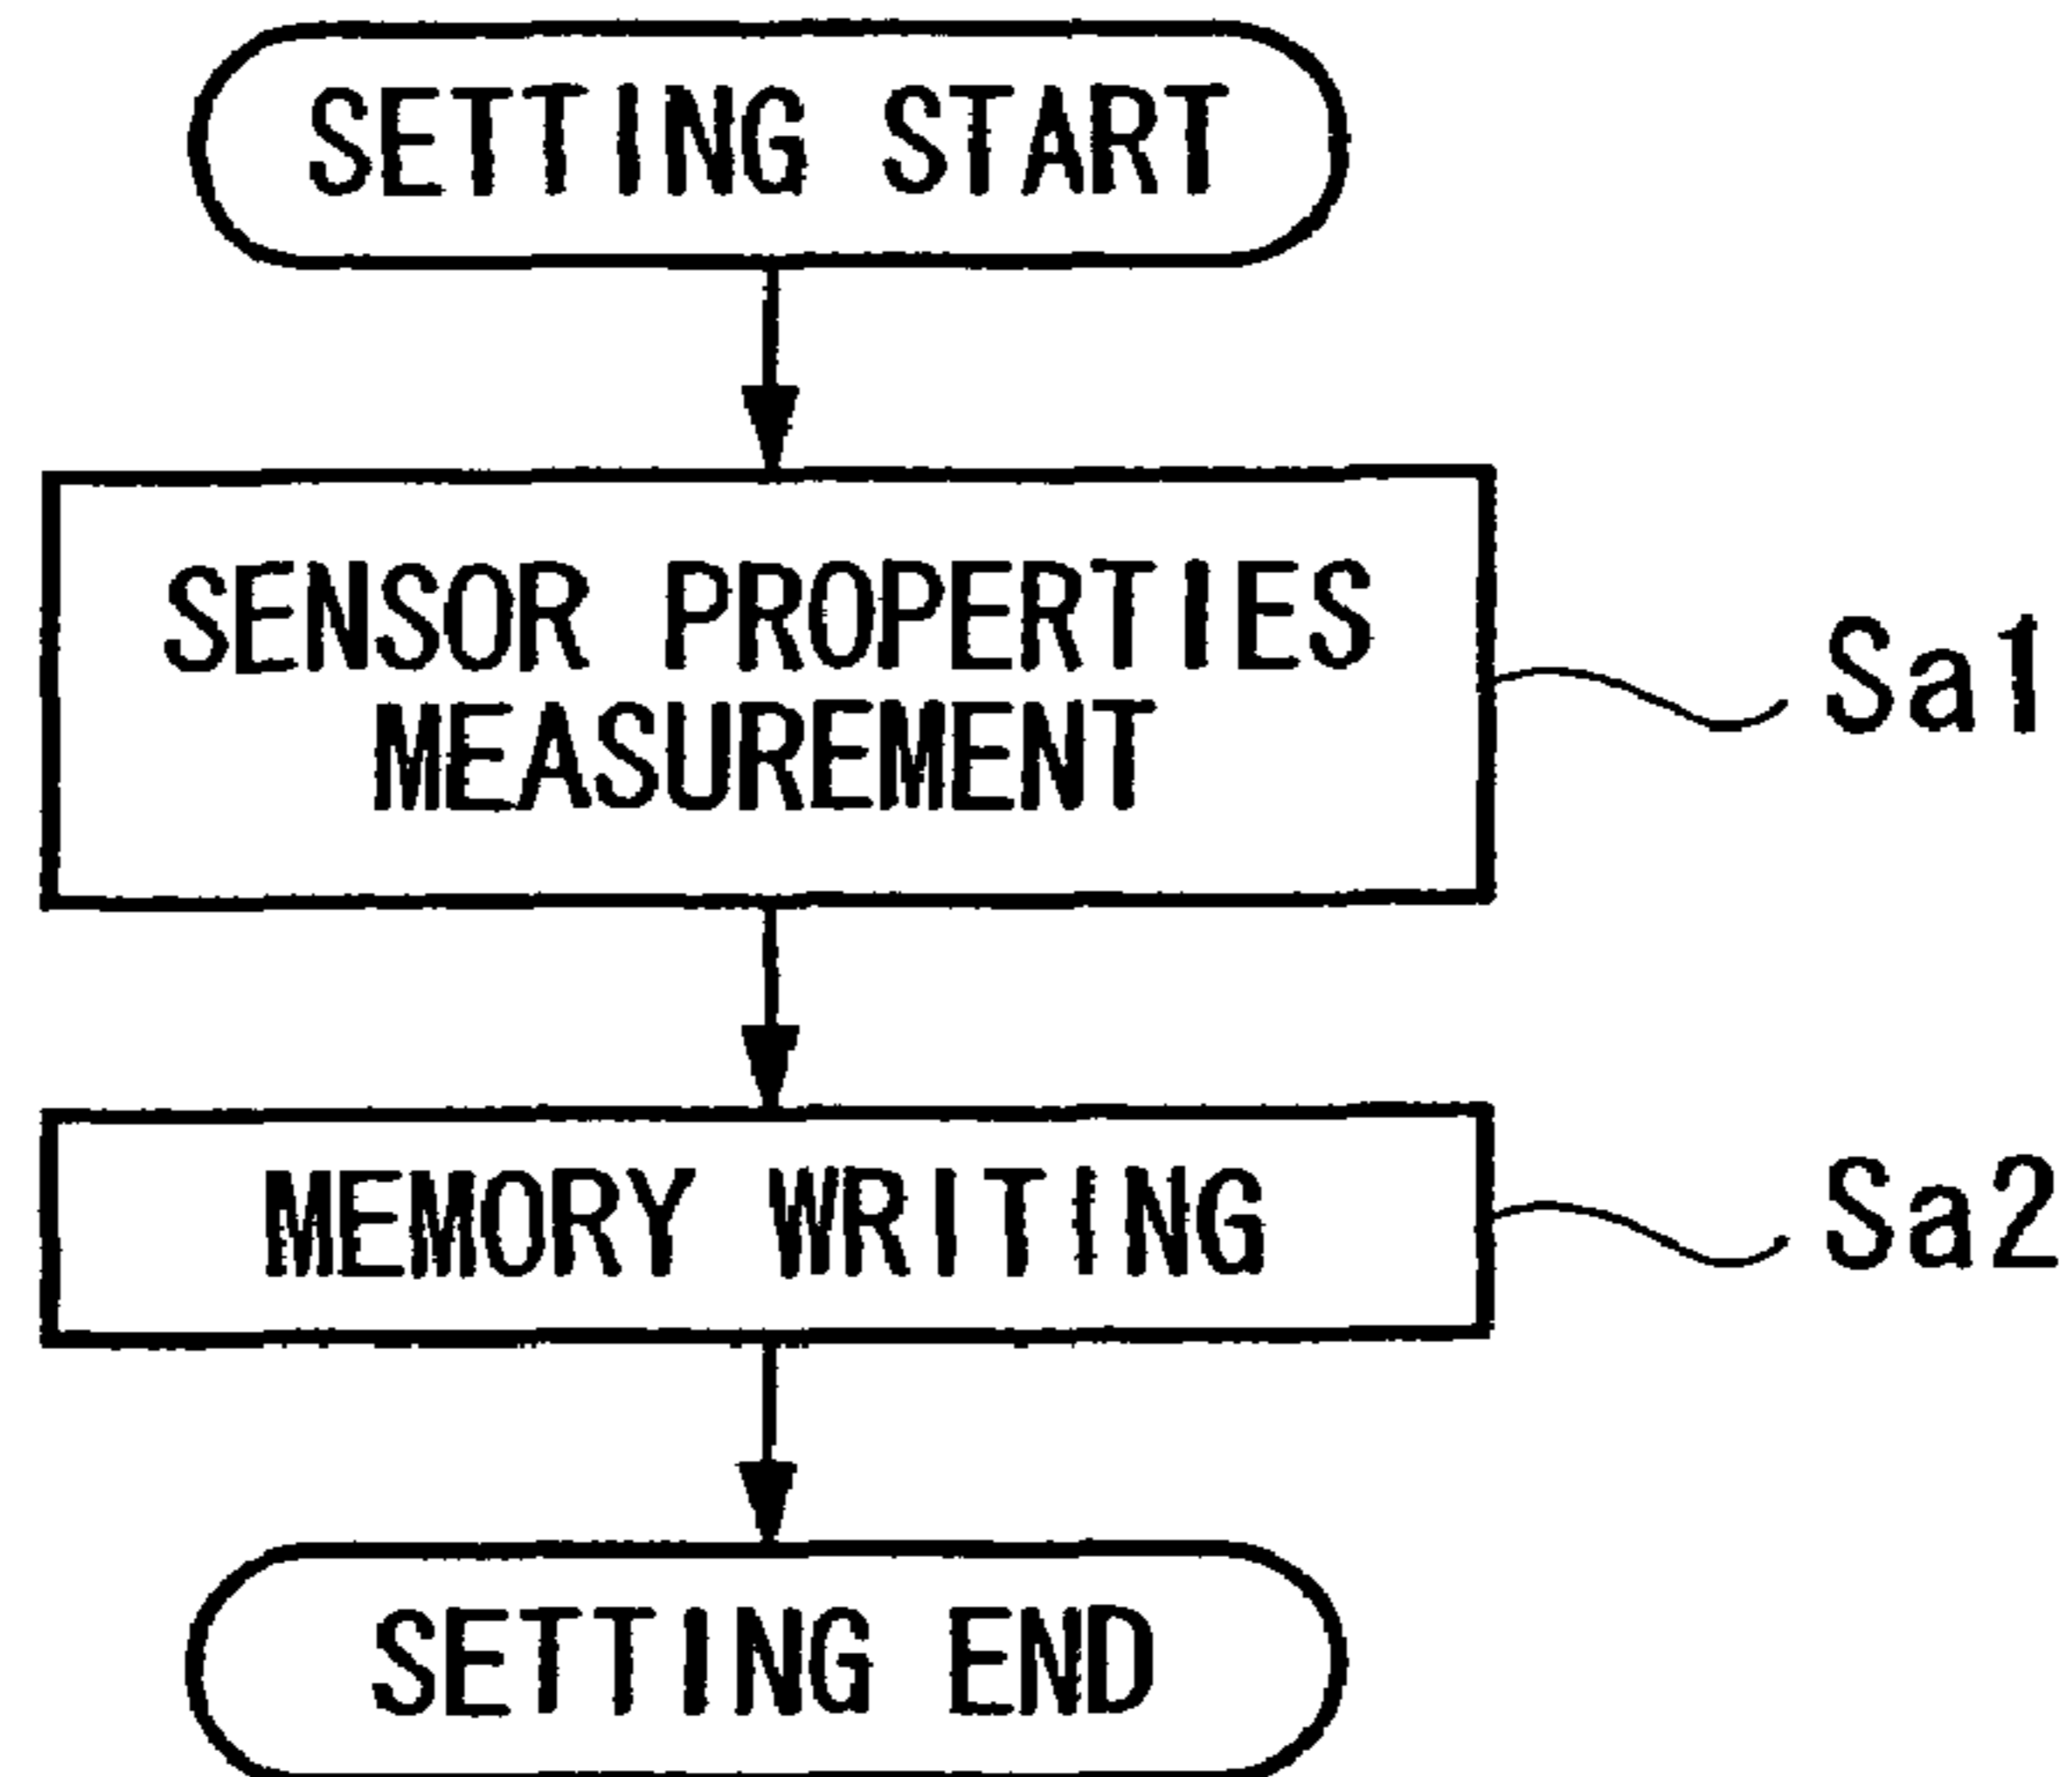 SETTING START
SENSOR PROPERTIES
MEASUREMENT
Sa1
MEMORY WRITING
Sa2
SETTING END